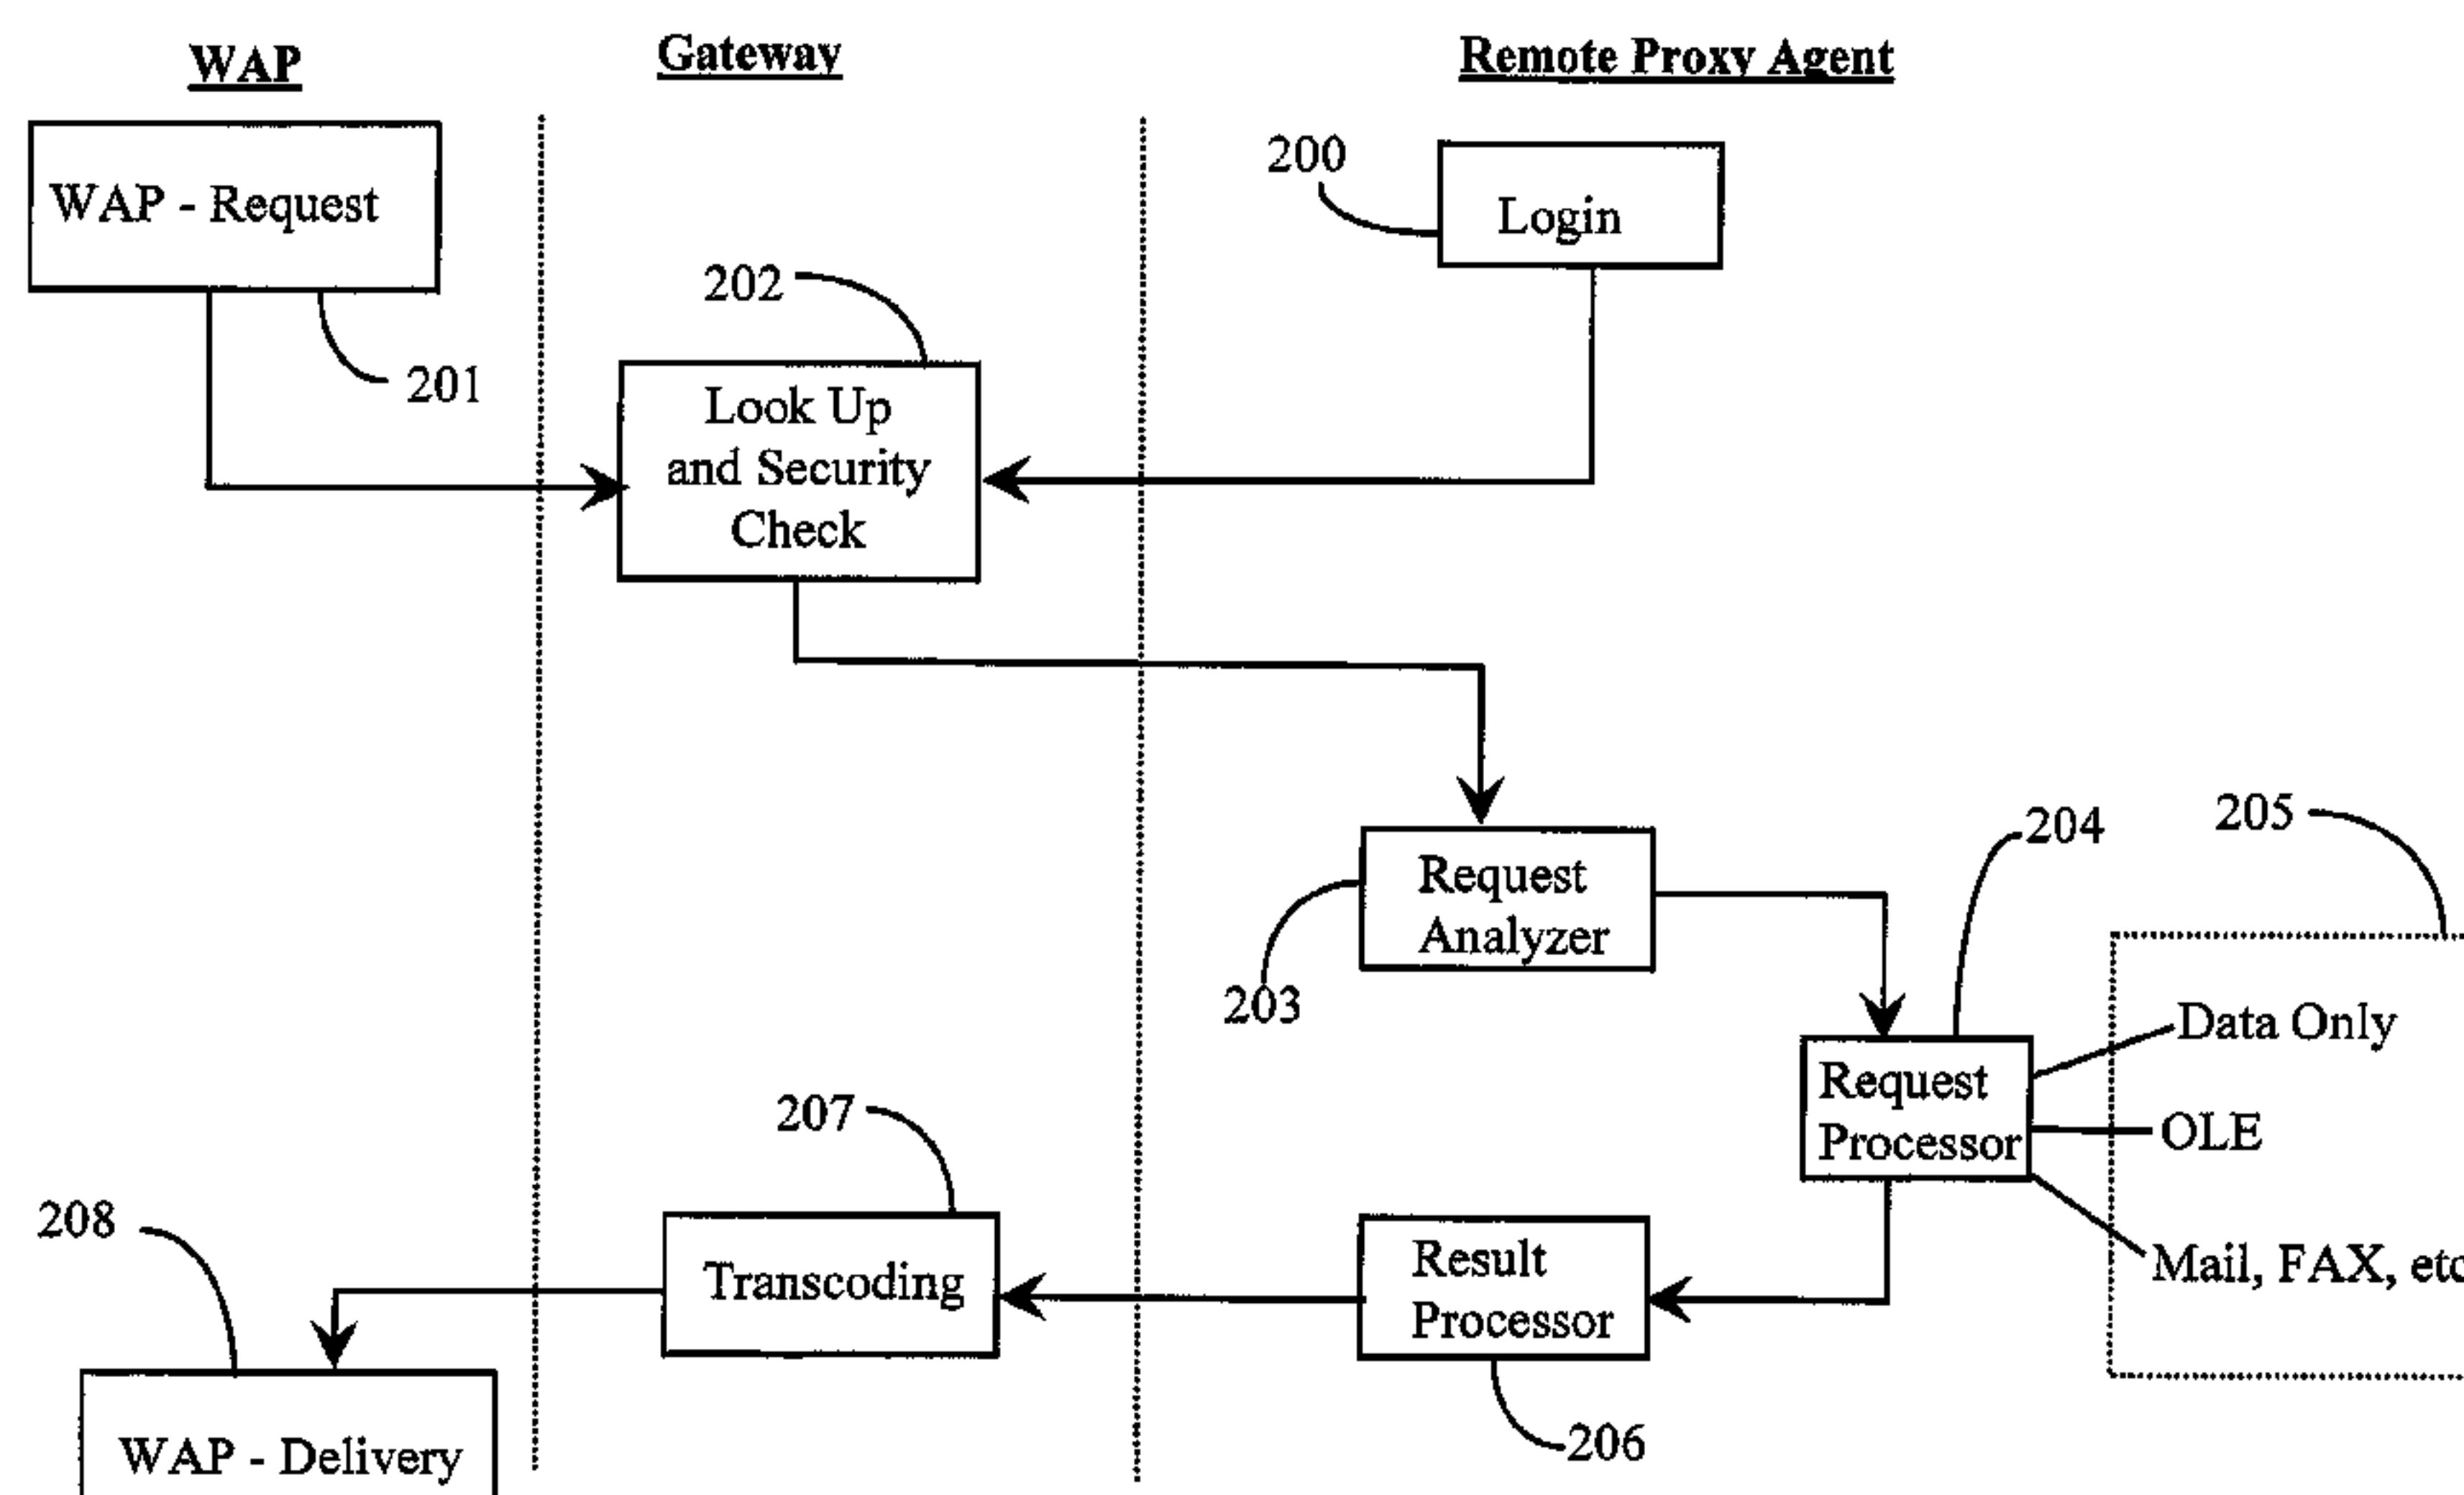 WAP
Gateway
Remote Proxy Agent
WAP - Request
200
Login
202
201
Look Up
and Security
Check
204
205
Request
Analyzer
203
Data Only
Request
Processor
OLE
207
208
Transcoding
Result
Processor
Mail, FAX, etc
206
WAP - Delivery